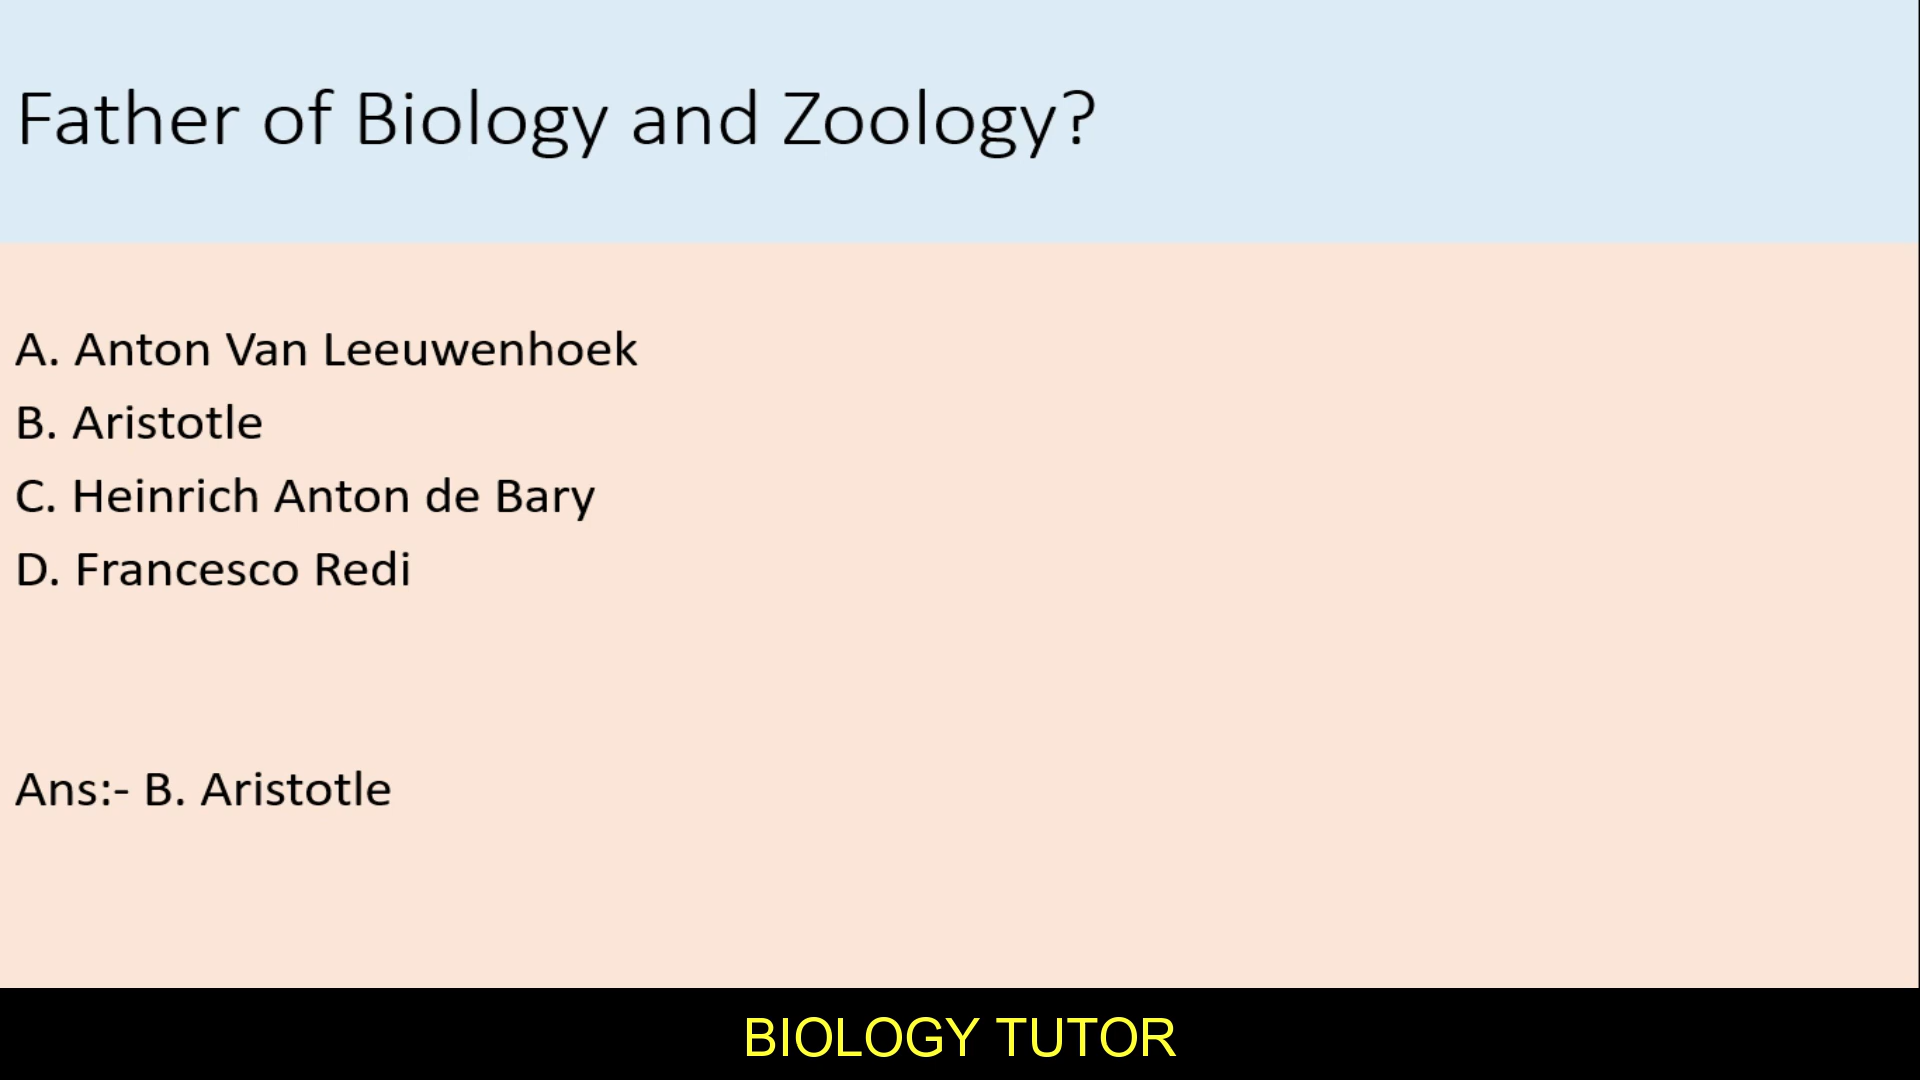 Father of Biology and Zoology?
A. Anton Van Leeuwenhoek
B. Aristotle
C. Heinrich Anton de Bary
D. Francesco Redi
Ans:- B. Aristotle
BIOLOGY TUTOR